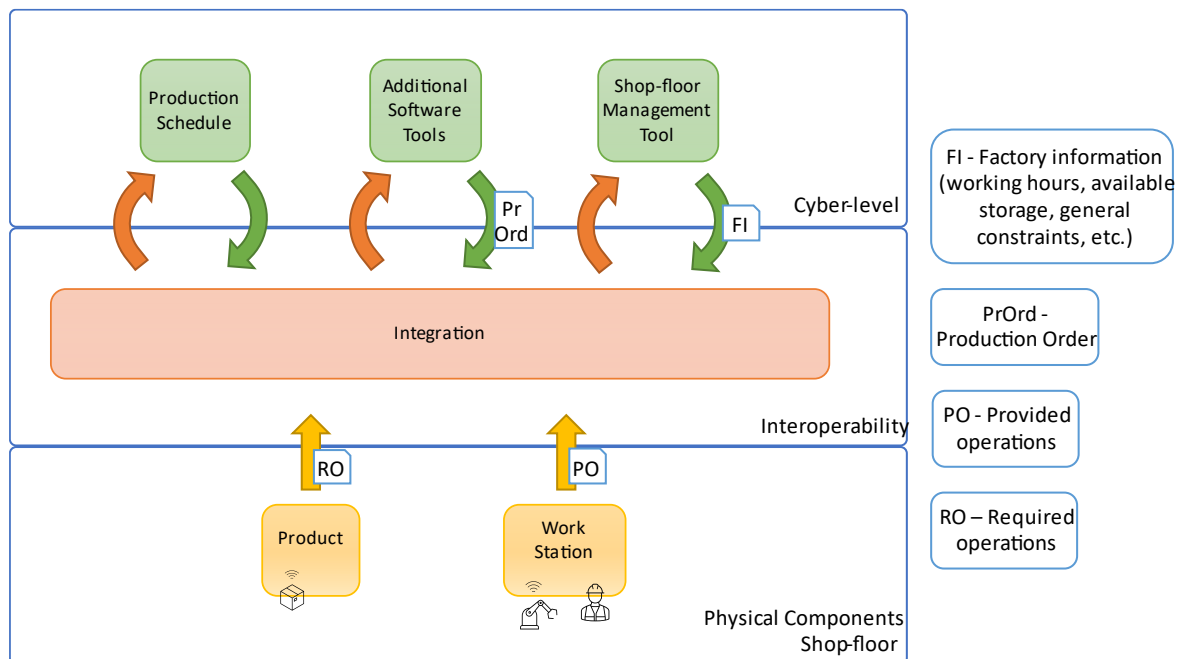 Production
Schedule
Additional
Software
Tools
Shop-floor
Management
Tool
Pr
Ord
FI
Cyber-level
Integration
Interoperability
RO
PO
Product
Work
Station
Physical Components
Shop-floor
FI - Factory information
(working hours, available
storage, general
constraints, etc.)
PrOrd -
Production Order
PO - Provided
operations
RO – Required
operations